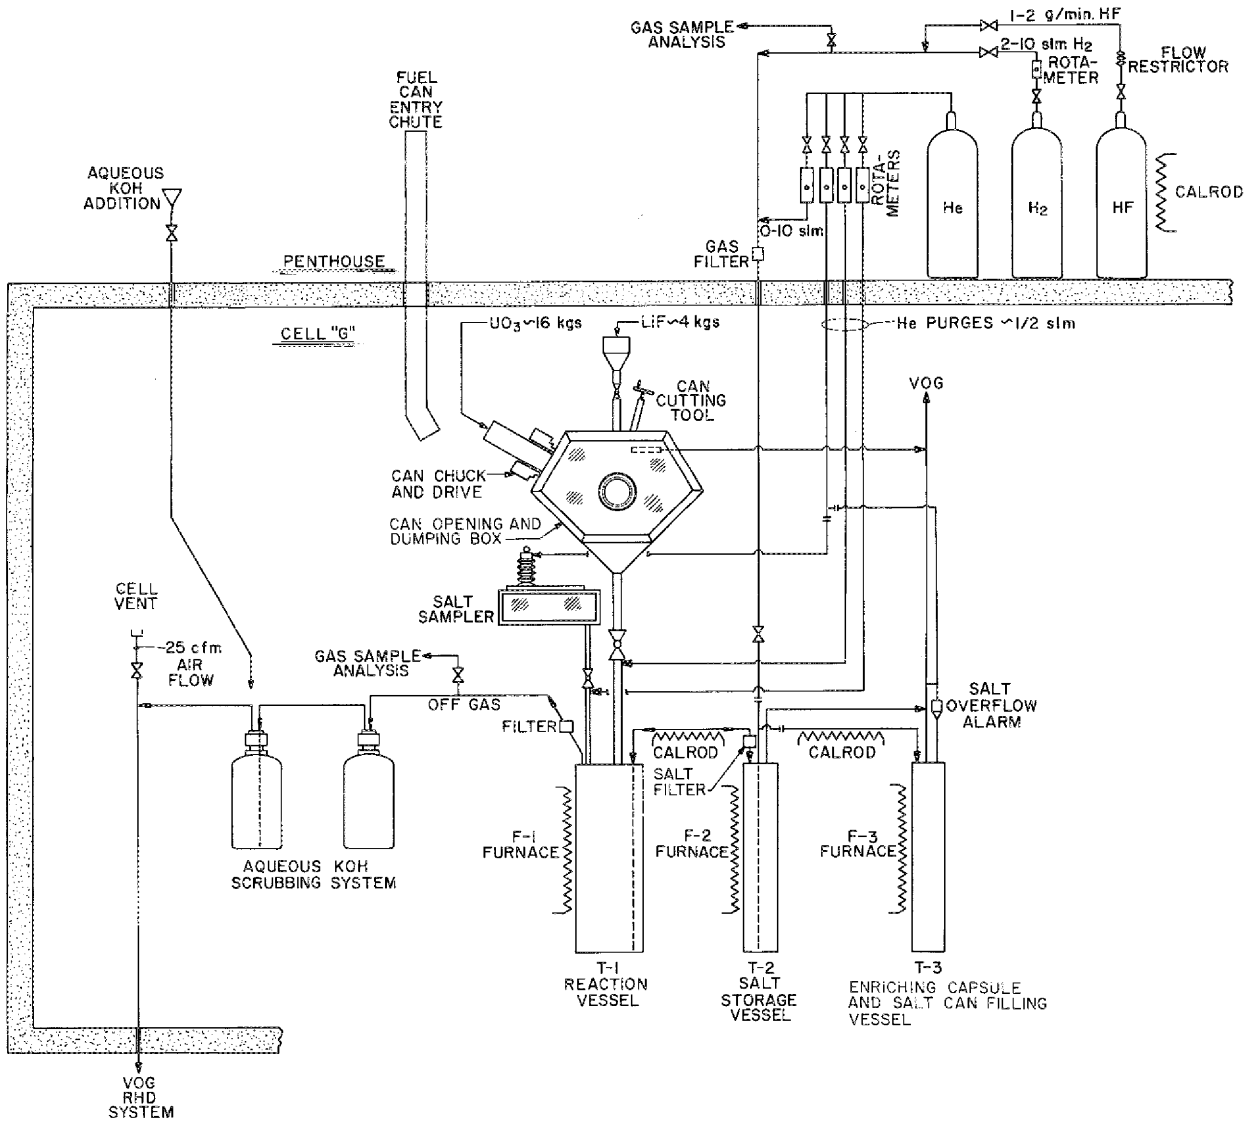 1-2 g/min. HF
GAS SAMPLE
ANALYSIS
2-10 slm H2
ROTA-
METER
FLOW
RESTRICTOR
FUEL
CAN
ENTRY
CHUTE
AQUEOUS
KOH
ADDITION
ROTA-
METERS
He
H2
HF
CALROD
0-10 slm
GAS
FILTER
PENTHOUSE
CELL "G"
UO3~16 kgs
LiF~4 kgs
He PURGES ~1/2 slm
CAN
CUTTING
TOOL
VOG
CAN CHUCK
AND DRIVE
CAN OPENING AND
DUMPING BOX
CELL
VENT
SALT
SAMPLER
~25 cfm
AIR
FLOW
GAS SAMPLE
ANALYSIS
OFF GAS
FILTER
SALT
OVERFLOW
ALARM
CALROD
CALROD
SALT
FILTER
F-1
FURNACE
F-2
FURNACE
F-3
FURNACE
AQUEOUS KOH
SCRUBBING SYSTEM
T-1
REACTION
VESSEL
T-2
SALT
STORAGE
VESSEL
T-3
ENRICHING CAPSULE
AND SALT CAN FILLING
VESSEL
VOG
RHD
SYSTEM